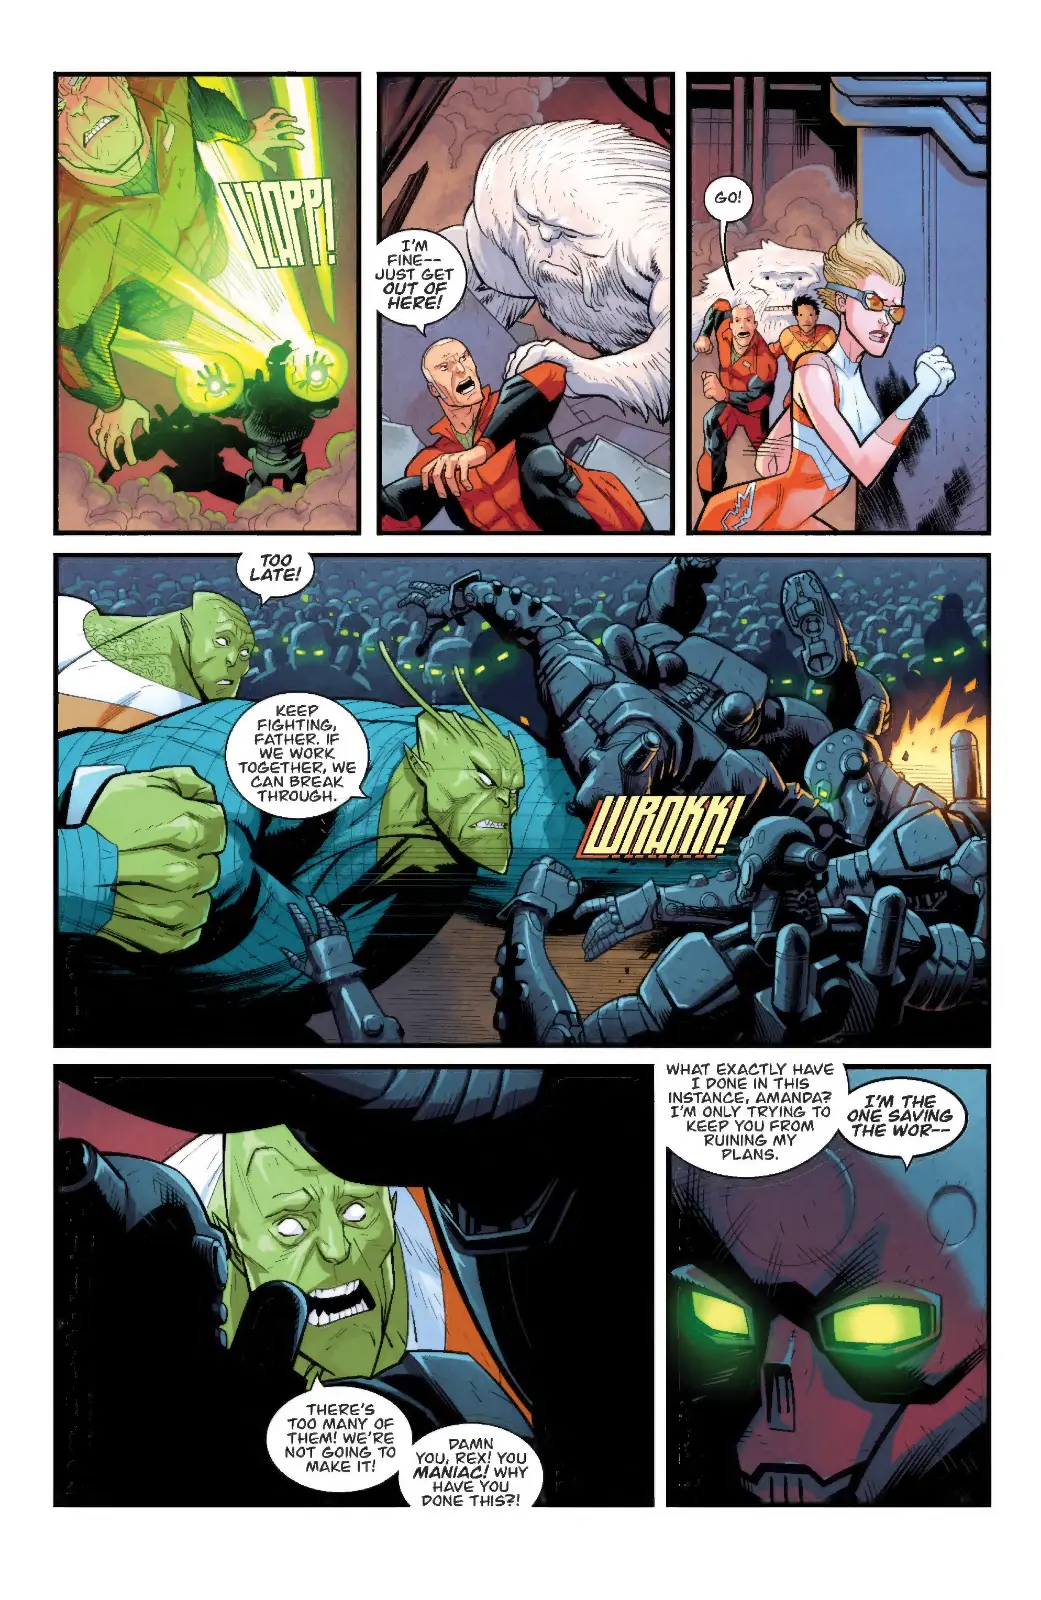 VZAPP!
I'M
FINE--
JUST GET
OUT OF
HERE!
GO!
TOO
LATE!
KEEP
FIGHTING,
FATHER. IF
WE WORK
TOGETHER, WE
CAN BREAK
THROUGH.
WRAKK!
THERE'S
TOO MANY OF
THEM! WE'RE
NOT GOING TO
MAKE IT!
DAMN
YOU, REX! YOU
MANIAC! WHY
HAVE YOU
DONE THIS?!
WHAT EXACTLY HAVE
I DONE IN THIS
INSTANCE, AMANDA?
I'M ONLY TRYING TO
KEEP YOU FROM
RUINING MY
PLANS.
I'M THE
ONE SAVING
THE WOR--